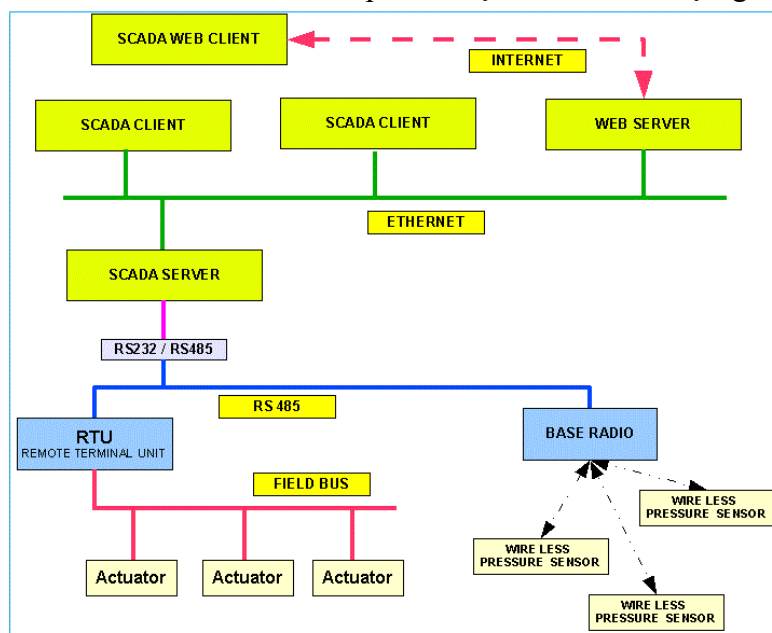 SCADA WEB CLIENT
INTERNET
SCADA CLIENT
SCADA CLIENT
WEB SERVER
ETHERNET
SCADA SERVER
RS232 / RS485
RS 485
RTU
REMOTE TERMINAL UNIT
BASE RADIO
FIELD BUS
WIRE LESS
PRESSURE SENSOR
WIRE LESS
PRESSURE SENSOR
Actuator
Actuator
Actuator
WIRE LESS
PRESSURE SENSOR